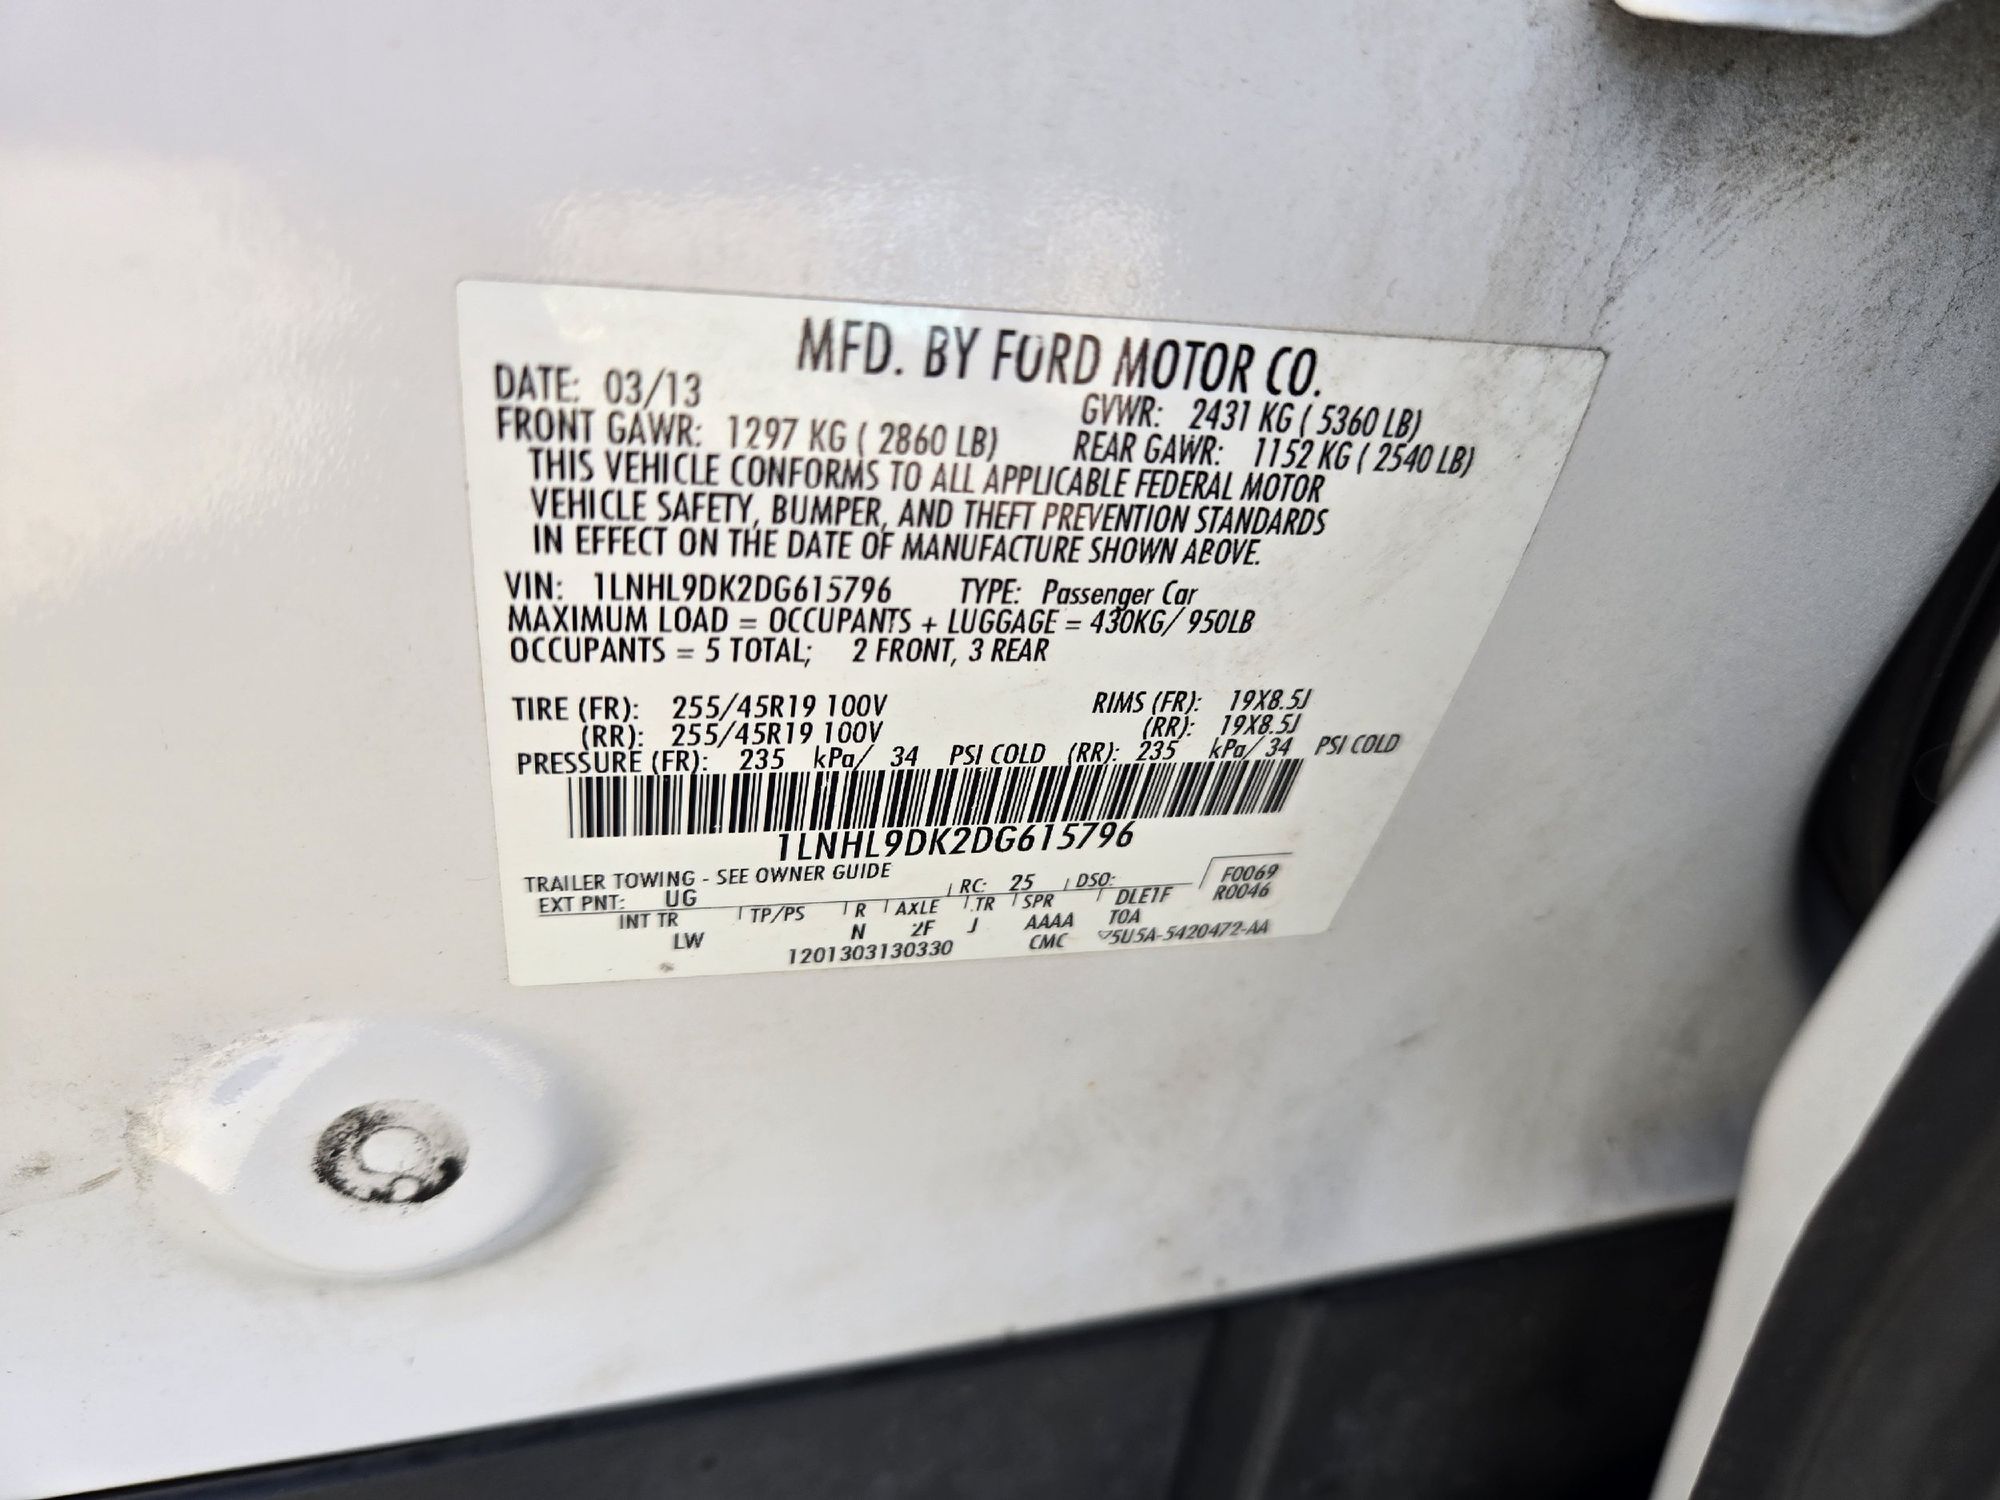 MFD. BY FORD MOTOR CO.
DATE: 03/13 GVWR: 2431 KG ( 5360 LB)
FRONT GAWR: 1297 KG ( 2860 LB) REAR GAWR: 1152 KG ( 2540 LB)
THIS VEHICLE CONFORMS TO ALL APPLICABLE FEDERAL MOTOR
VEHICLE SAFETY, BUMPER, AND THEFT PREVENTION STANDARDS
IN EFFECT ON THE DATE OF MANUFACTURE SHOWN ABOVE.
VIN: 1LNHL9DK2DG615796 TYPE: Passenger Car
MAXIMUM LOAD = OCCUPANTS + LUGGAGE = 430KG/ 950LB
OCCUPANTS = 5 TOTAL; 2 FRONT, 3 REAR
TIRE (FR): 255/45R19 100V RIMS (FR): 19X8.5J
(RR): 255/45R19 100V (RR): 19X8.5J
PRESSURE (FR): 235 kPa/ 34 PSI COLD (RR): 235 kPa/ 34 PSI COLD
1LNHL9DK2DG615796
TRAILER TOWING - SEE OWNER GUIDE
EXT PNT: UG RC: 25 DSO: F0069
R0046
INT TR TP/PS R AXLE TR SPR DLE1F
LW N 2F J AAAA TOA
1201303130330 CMC 5U5A-5420472-AA